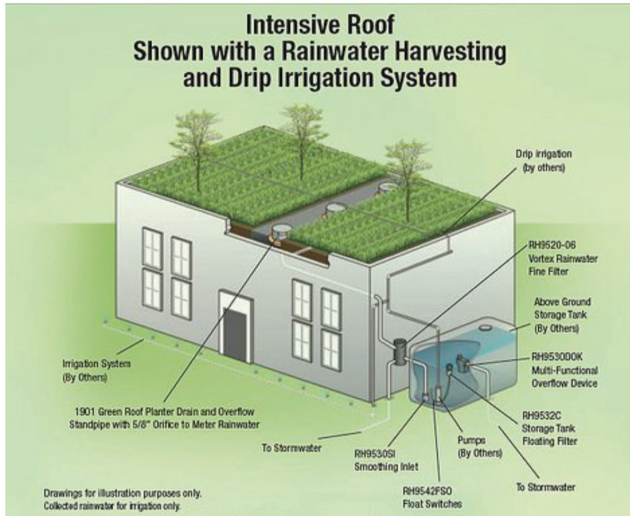 Intensive Roof
Shown with a Rainwater Harvesting
and Drip Irrigation System
Drip irrigation
(by others)
RH9520-06
Vortex Rainwater
Fine Filter
Above Ground
Storage Tank
(By Others)
RH9530DOK
Multi-Functional
Overflow Device
RH9532C
Storage Tank
Floating Filter
Irrigation System
(By Others)
1901 Green Roof Planter Drain and Overflow
Standpipe with 5/8" Orifice to Meter Rainwater
To Stormwater
RH9530SI
Smoothing Inlet
Pumps
(By Others)
To Stormwater
RH9542FSO
Float Switches
Drawings for illustration purposes only.
Collected rainwater for irrigation only.